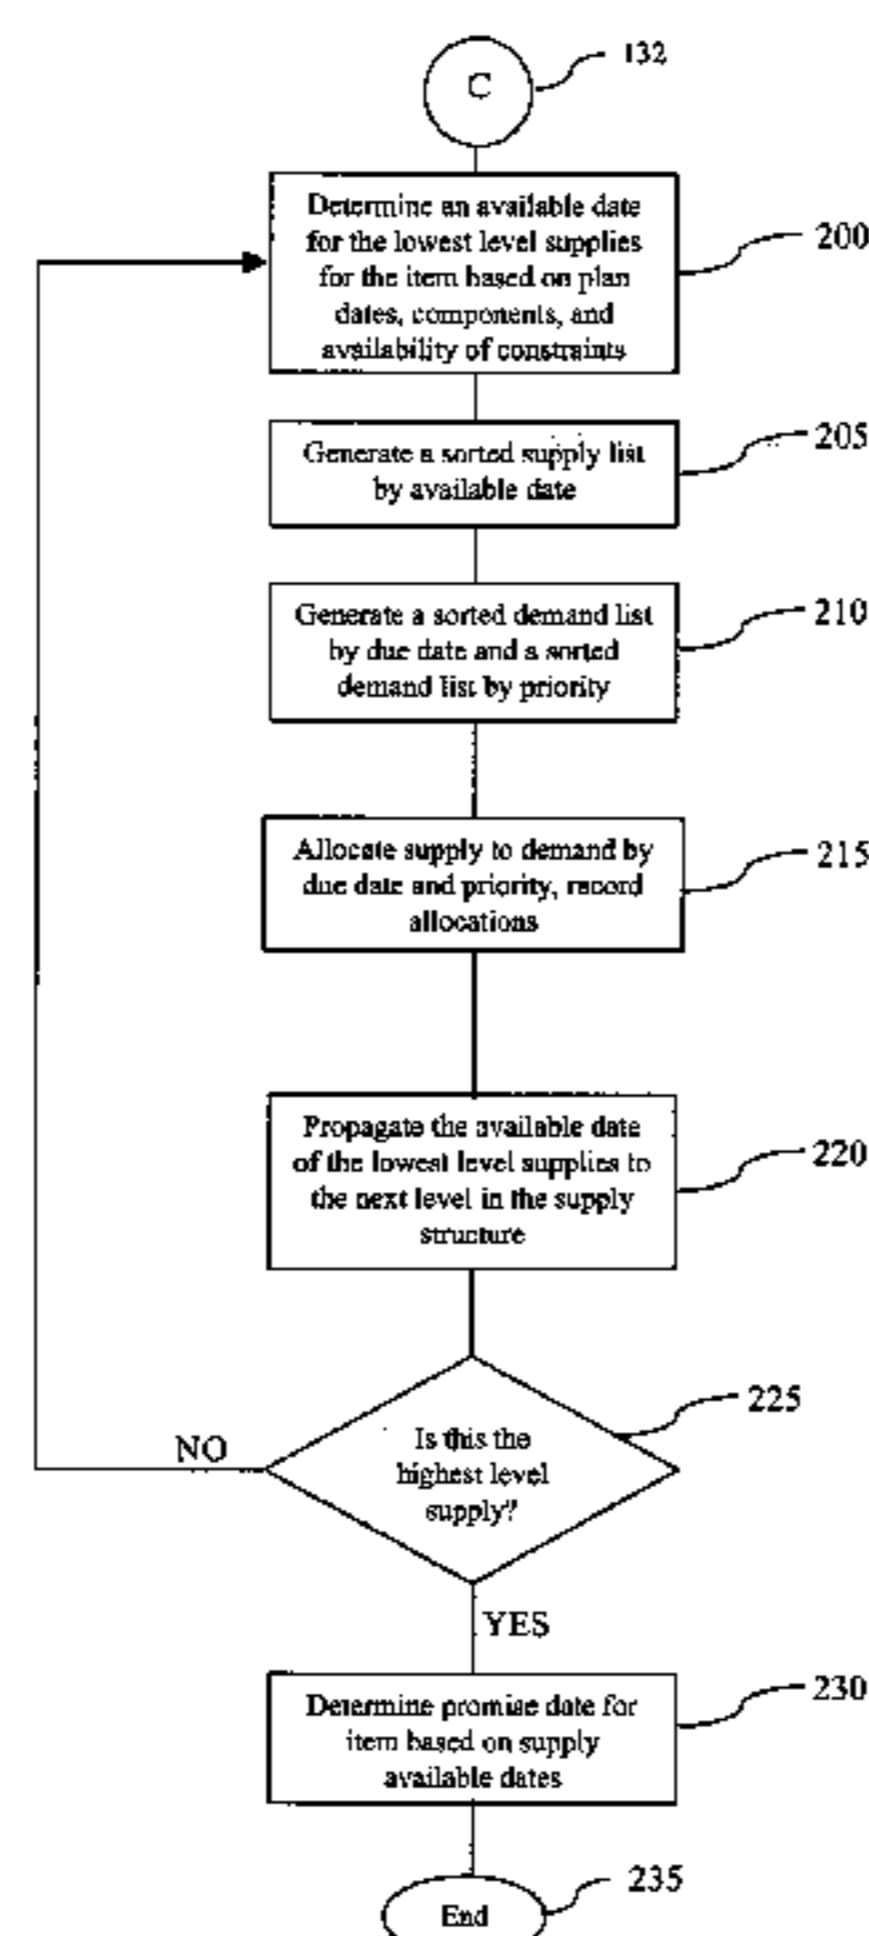 C
132
Determine an available date
for the lowest level supplies
for the item based on plan
dates, components, and
availability of constraints
200
Generate a sorted supply list
by available date
205
Generate a sorted demand list
by due date and a sorted
demand list by priority
210
Allocate supply to demand by
due date and priority, record
allocations
215
Propagate the available date
of the lowest level supplies to
the next level in the supply
structure
220
Is this the
highest level
supply?
225
NO
YES
Determine promise date for
item based on supply
available dates
230
End
235